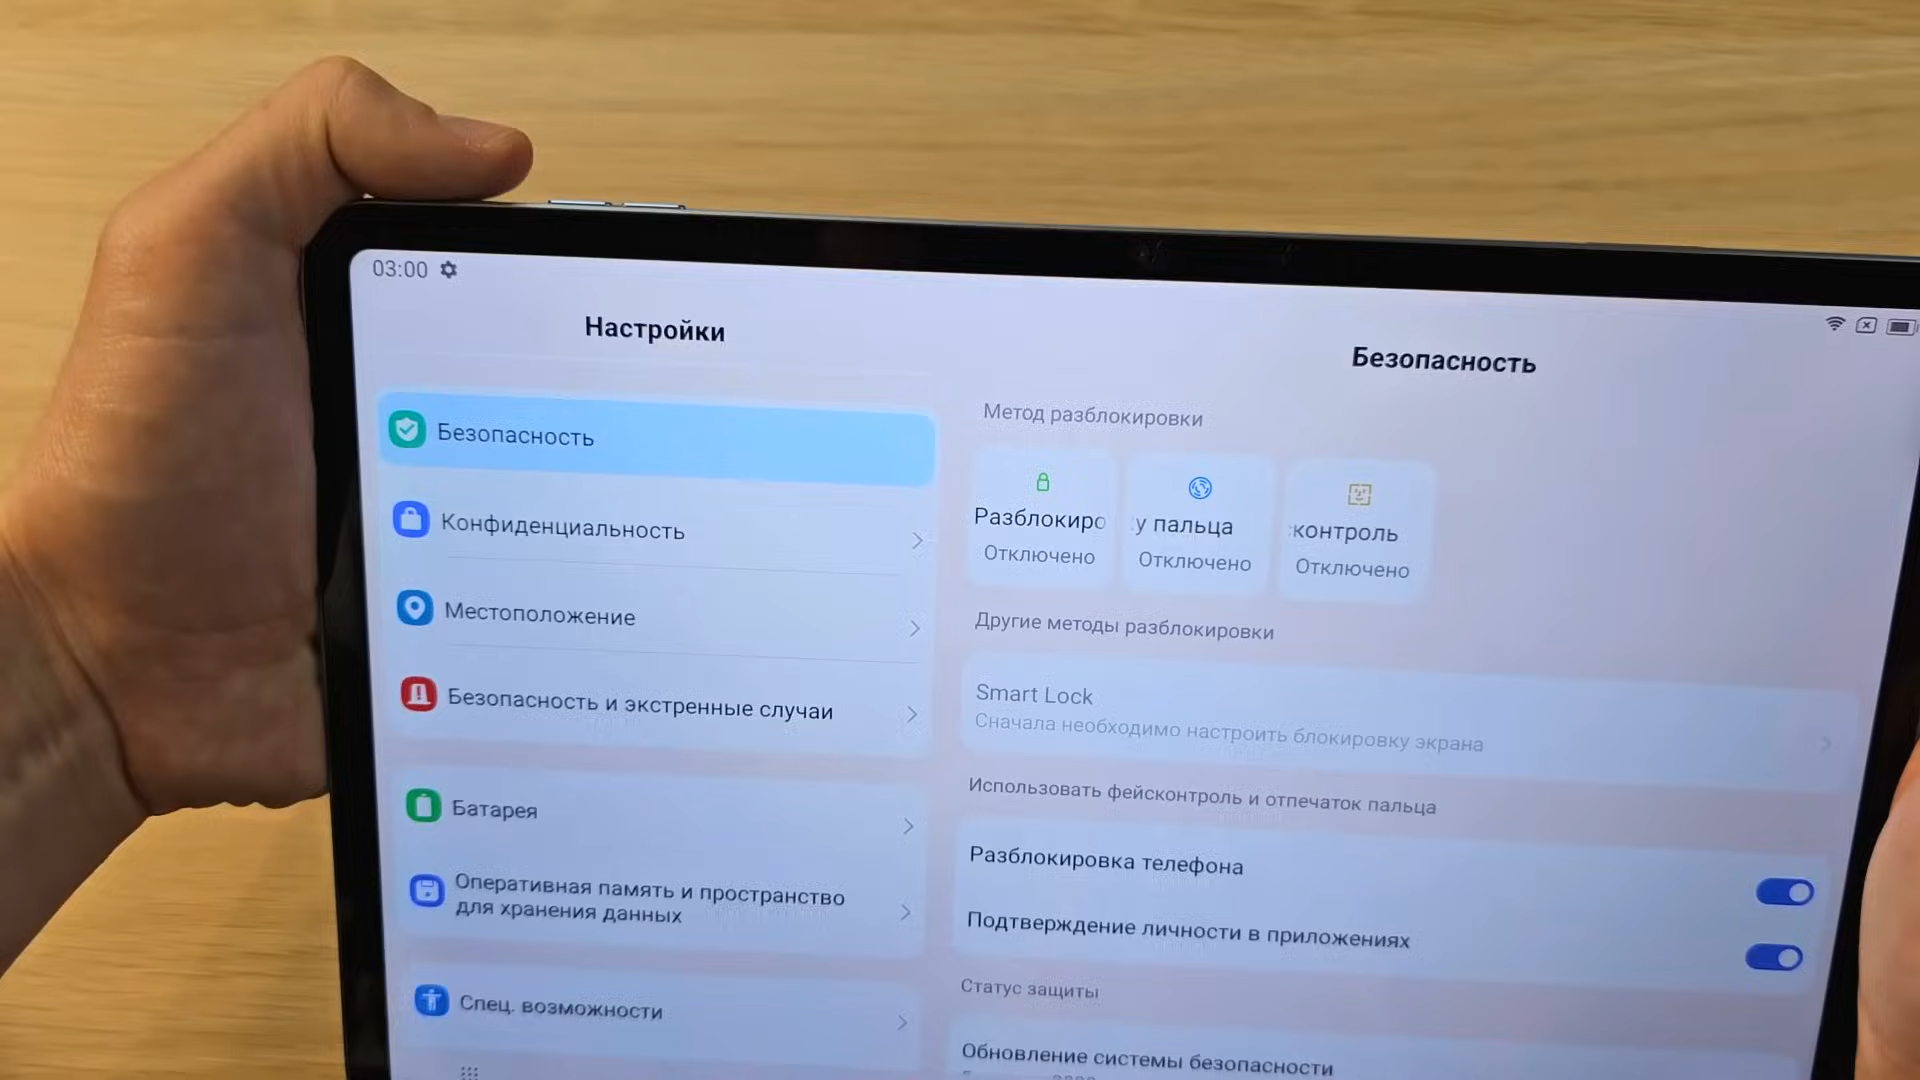 03:00
Настройки
Безопасность
Конфиденциальность
Местоположение
Безопасность и экстренные случаи
Батарея
Оперативная память и пространство
для хранения данных
Спец. возможности
Безопасность
Метод разблокировки
Разблокиро
Отключено
у пальца
Отключено
контроль
Отключено
Другие методы разблокировки
Smart Lock
Сначала необходимо настроить блокировку экрана
Использовать фейсконтроль и отпечаток пальца
Разблокировка телефона
Подтверждение личности в приложениях
Статус защиты
Обновление системы безопасности